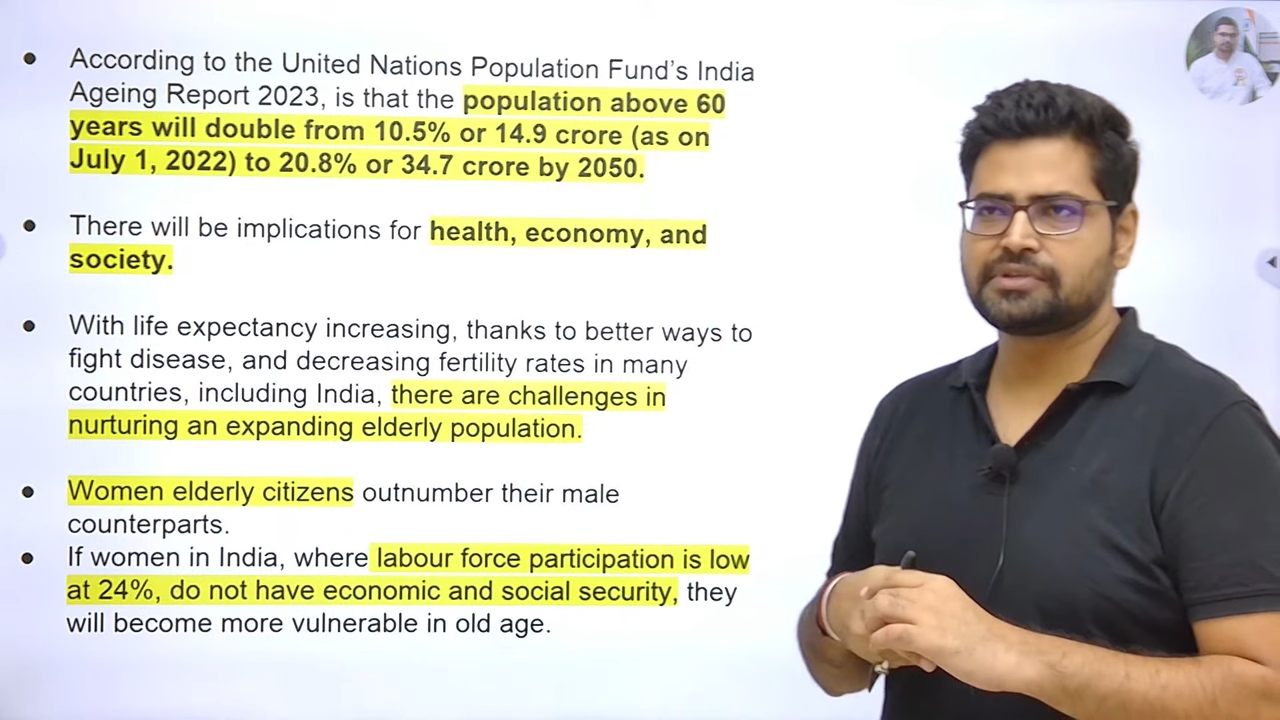 According to the United Nations Population Fund's India
Ageing Report 2023, is that the population above 60
years will double from 10.5% or 14.9 crore (as on
July 1, 2022) to 20.8% or 34.7 crore by 2050.
There will be implications for health, economy, and
society.
With life expectancy increasing, thanks to better ways to
fight disease, and decreasing fertility rates in many
countries, including India, there are challenges in
nurturing an expanding elderly population.
Women elderly citizens outnumber their male
counterparts.
If women in India, where labour force participation is low
at 24%, do not have economic and social security, they
will become more vulnerable in old age.